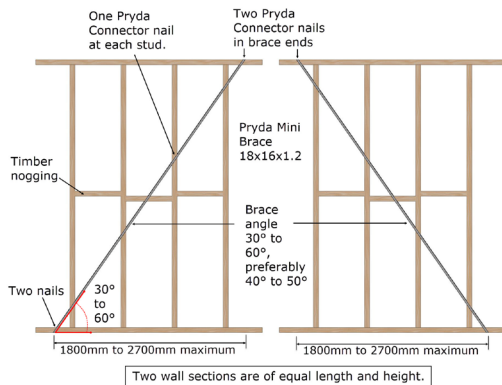 One Pryda
Connector nail
at each stud.
Two Pryda
Connector nails
in brace ends
Pryda Mini
Brace
18x16x1.2
Timber
nogging
Brace
angle
30° to
60°,
preferably
40° to 50°
Two nails
30°
to
60°
1800mm to 2700mm maximum
1800mm to 2700mm maximum
Two wall sections are of equal length and height.